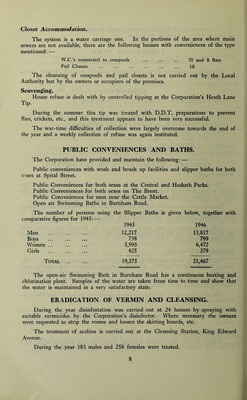 Closet Accommodation.
The system is a water carriage one. In the portions of the area where main
sewers are not available, there are the following houses with conveniences of the type
mentioned:—
W.C.'s connected to cesspools ... ... ... 70 and 8 flats
Pail Closets ... ... ... ... ... 18
The cleansing of cesspools and pail closets is not carried out by the Local
Authority but by the owners or occupiers of the premises.
Scavenging.
House refuse is dealt with by controlled tipping at the Corporation's Heath Lane
Tip.
During the summer this tip was treated with D.D.T. preparations to prevent
flies, crickets, etc., and this treatment appears to have been very successful.
The war-time difficulties of collection were largely overcome towards the end of
the year and a weekly collection of refuse was again instituted.
PUBLIC CONVENIENCES AND BATHS.
The Corporation have provided and maintain the following:—
Public conveniences with wash and brush up facilities and slipper baths for both
sexes at Spital Street.
Public Conveniences for both sexes at the Central and Hesketh Parks.
Public Conveniences for both sexes on The Brent.
Public Conveniences for men near the Cattle Market.
Open air Swimming Baths in Burnham Road.
The number of persons using the Slipper Baths is given below, together with
comparative figures for 1945:—
1945 1946
Men ... ... ... 12,217 13,817
Boys ... ... ... 738 799
Women ... ... ... 5,995 6,472
Girls ... ... ... 425 379
TOTAL ... ... 19,375 21,467
The open-air Swimming Bath in Burnham Road has a continuous heating and
chlorination plant. Samples of the water are taken from time to time and show that
the water is maintained in a very satisfactory state.
ERADICATION OF VERMIN AND CLEANSING.
During the year disinfestation was carried out at 24 houses by spraying with
suitable vermicides by the Corporation's disinfector. Where necessary the owners
were requested to strip the rooms and loosen the skirting boards, etc.
The treatment of scabies is carried out at the Cleansing Station, King Edward
Avenue.
During the year 183 males and 258 females were treated.
8